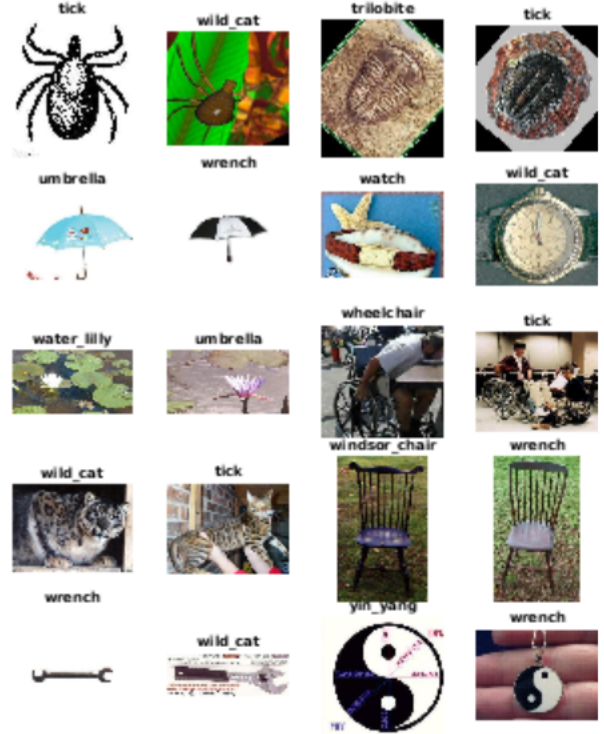 tick
wild_cat
trilobite
tick
umbrella
wrench
watch
wild_cat
water_lilly
umbrella
wheelchair
tick
wild_cat
tick
windsor_chair
wrench
wrench
wild_cat
yin_yang
wrench